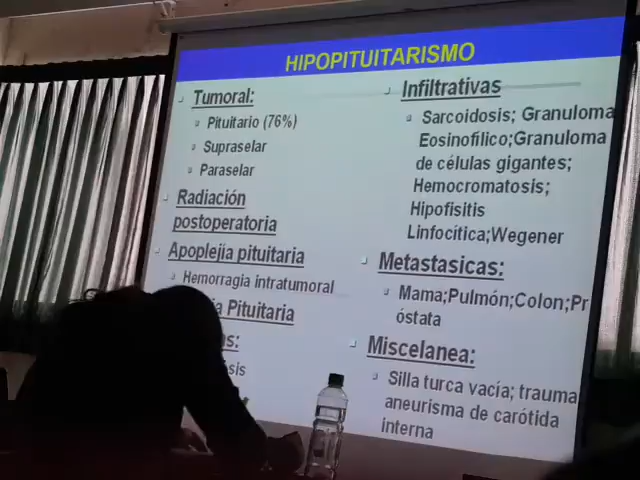 HIPOPITUITARISMO
Tumoral:
Pituitario (76%)
Supraselar
Paraselar
Radiación
postoperatoria
Apoplejía pituitaria
Hemorragia intratumoral
Pituitaria
Infiltrativas
Sarcoidosis; Granuloma
Eosinofílico;Granuloma
de células gigantes;
Hemocromatosis;
Hipofisitis
Linfocítica;Wegener
Metastasicas:
Mama;Pulmón;Colon;Pr
óstata
Miscelanea:
Silla turca vacía; trauma
aneurisma de carótida
interna